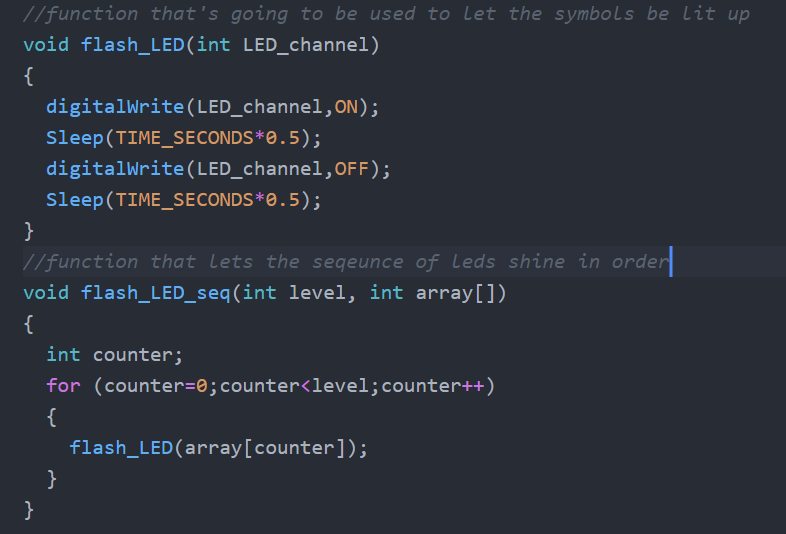 //function that's going to be used to let the symbols be lit up
void flash_LED(int LED_channel)
{
  digitalWrite(LED_channel,ON);
  Sleep(TIME_SECONDS*0.5);
  digitalWrite(LED_channel,OFF);
  Sleep(TIME_SECONDS*0.5);
}
//function that lets the seqeunce of leds shine in order
void flash_LED_seq(int level, int array[])
{
  int counter;
  for (counter=0;counter<level;counter++)
  {
    flash_LED(array[counter]);
  }
}